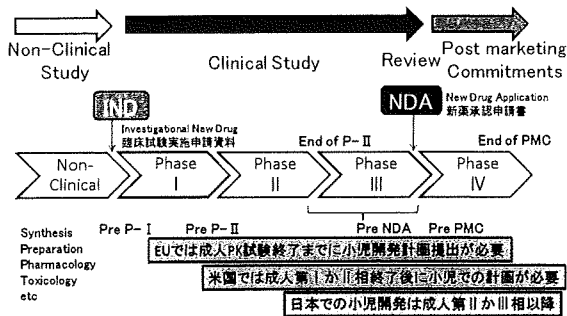 Non-Clinical
Study
Clinical Study
Review
Post marketing
Commitments
IND
Investigational New Drug
臨床試験実施申請資料
NDA
New Drug Application
新薬承認申請書
End of P-Ⅱ
End of PMC
Non-
Clinical
Phase
Ⅰ
Phase
Ⅱ
Phase
Ⅲ
Phase
Ⅳ
Pre P-Ⅰ
Pre P-Ⅱ
Pre NDA
Pre PMC
Synthesis
Preparation
Pharmacology
Toxicology
etc
EUでは成人PK試験終了までに小児開発計画提出が必要
米国では成人第ⅠかⅡ相終了後に小児での計画が必要
日本での小児開発は成人第ⅡかⅢ相以降